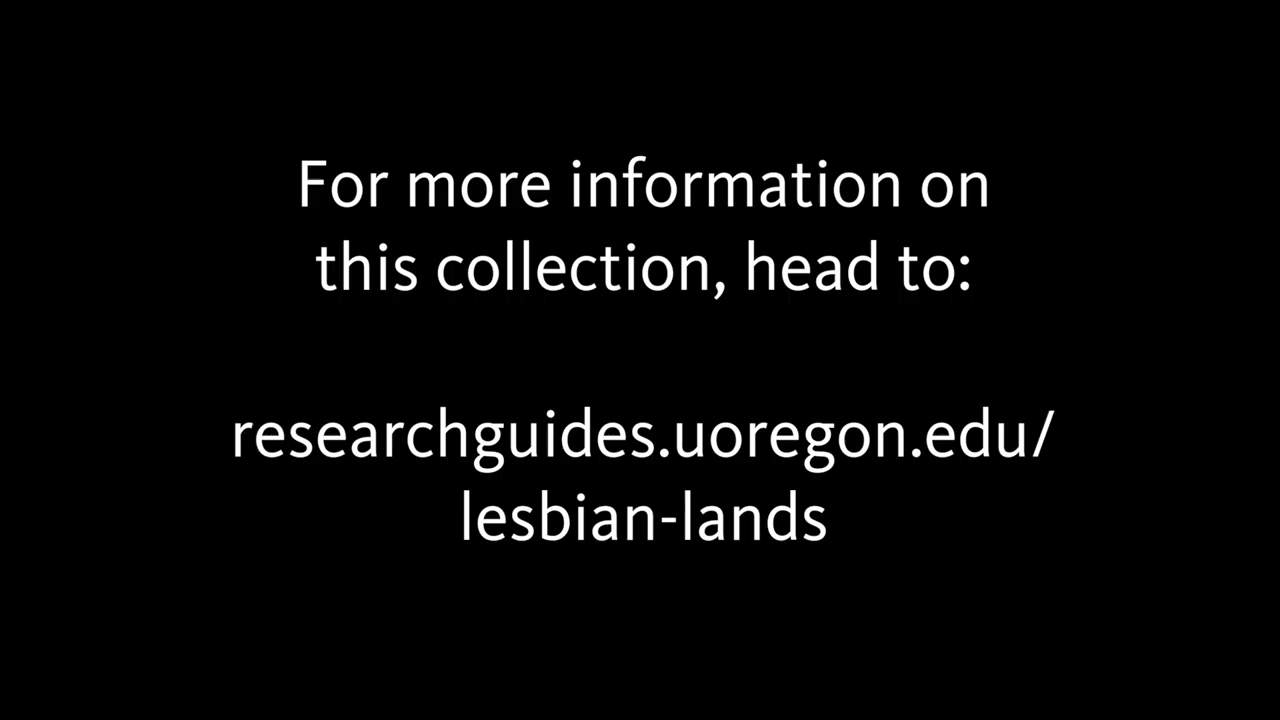 For more information on
this collection, head to:
researchguides.uoregon.edu/
lesbian-lands